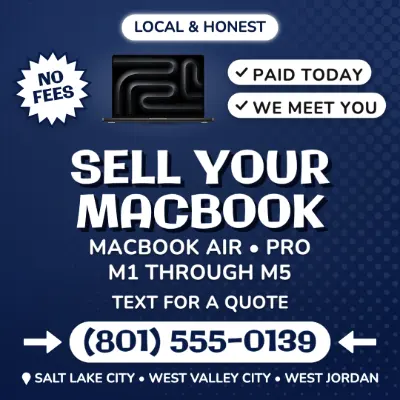 LOCAL & HONEST
NO
FEES
✓ PAID TODAY
✓ WE MEET YOU
SELL YOUR
MACBOOK
MACBOOK AIR • PRO
M1 THROUGH M5
TEXT FOR A QUOTE
(801) 555-0139
SALT LAKE CITY • WEST VALLEY CITY • WEST JORDAN